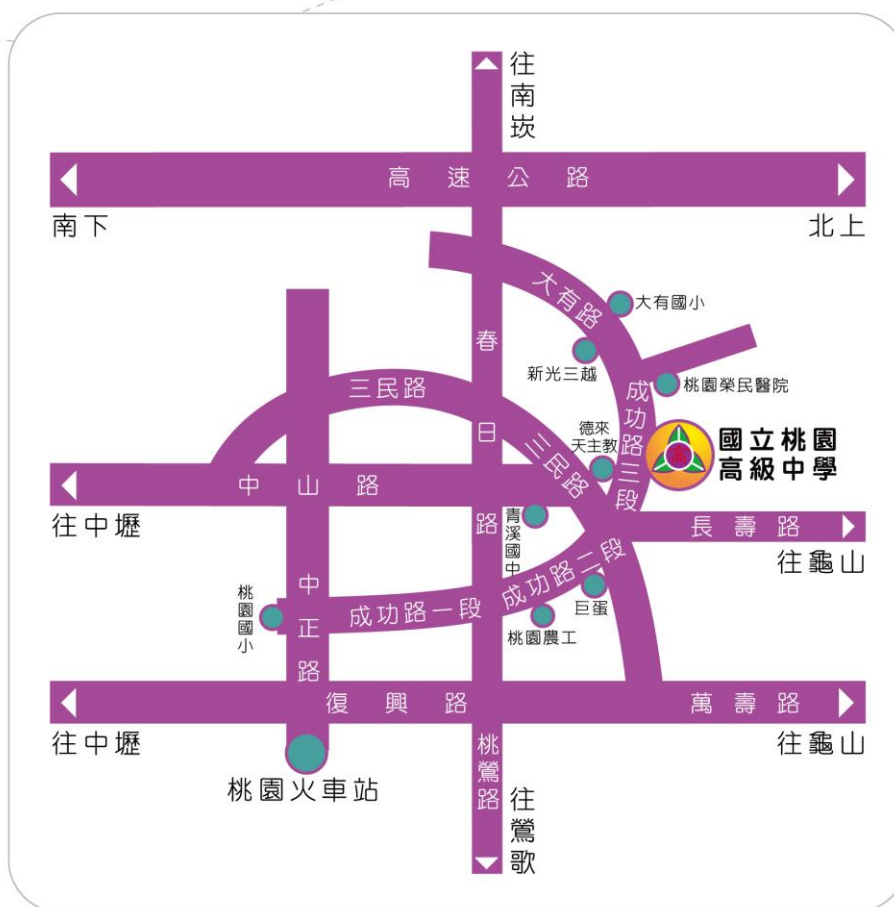 往南崁
高速公路
南下
北上
大有路
大有國小
春日路
新光三越
桃園榮民醫院
三民路
成功路三段
德來
天主教
三民路
國立桃園
高級中學
中山路
青溪國中
往中壢
長壽路
往龜山
成功路二段
中正路
桃園國小
成功路一段
巨蛋
桃園農工
復興路
萬壽路
往中壢
往龜山
桃鶯路
桃園火車站
往鶯歌